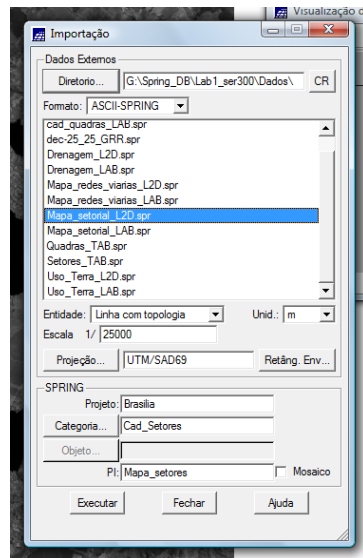 Visualização o
Importação
Dados Externos
Diretorio... G:\Spring_DB\Lab1_ser300\Dados\ CR
Formato: ASCII-SPRING
cad_quadras_LAB.spr
dec-25_25_GRR.spr
Drenagem_L2D.spr
Drenagem_LAB.spr
Mapa_redes_viarias_L2D.spr
Mapa_redes_viarias_LAB.spr
Mapa_setorial_L2D.spr
Mapa_setorial_LAB.spr
Quadras_TAB.spr
Setores_TAB.spr
Uso_Terra_L2D.spr
Uso_Terra_LAB.spr
Entidade: Linha com topologia Unid.: m
Escala 1/ 25000
Projeção... UTM/SAD69 Retâng. Env...
SPRING
Projeto: Brasilia
Categoria... Cad_Setores
Objeto...
PI: Mapa_setores Mosaico
Executar Fechar Ajuda